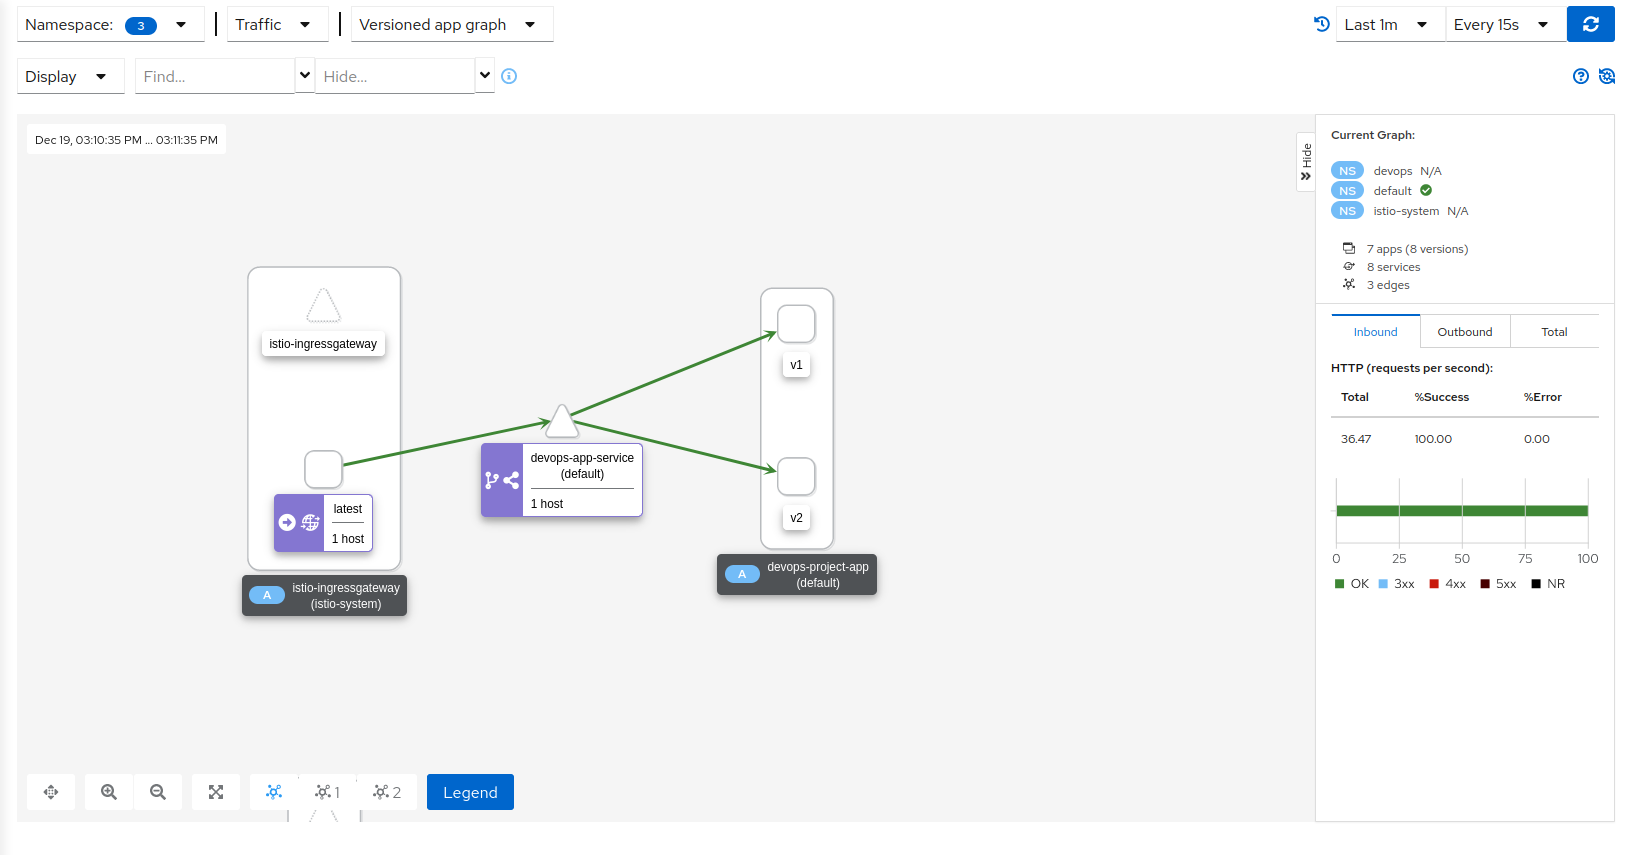 Namespace: 3
Traffic
Versioned app graph
Last 1m
Every 15s
Display
Find...
Hide...
Dec 19, 03:10:35 PM ... 03:11:35 PM
Hide
istio-ingressgateway
latest
1 host
A istio-ingressgateway
(istio-system)
devops-app-service
(default)
1 host
v1
v2
A devops-project-app
(default)
1
2
Legend
Current Graph:
NS devops N/A
NS default
NS istio-system N/A
7 apps (8 versions)
8 services
3 edges
Inbound Outbound Total
HTTP (requests per second):
Total %Success %Error
36.47 100.00 0.00
0 25 50 75 100
OK 3xx 4xx 5xx NR